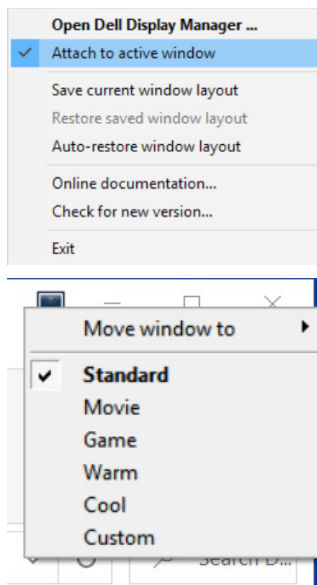 Open Dell Display Manager ...
Attach to active window
Save current window layout
Restore saved window layout
Auto-restore window layout
Online documentation...
Check for new version...
Exit
Move window to
Standard
Movie
Game
Warm
Cool
Custom
Search D...